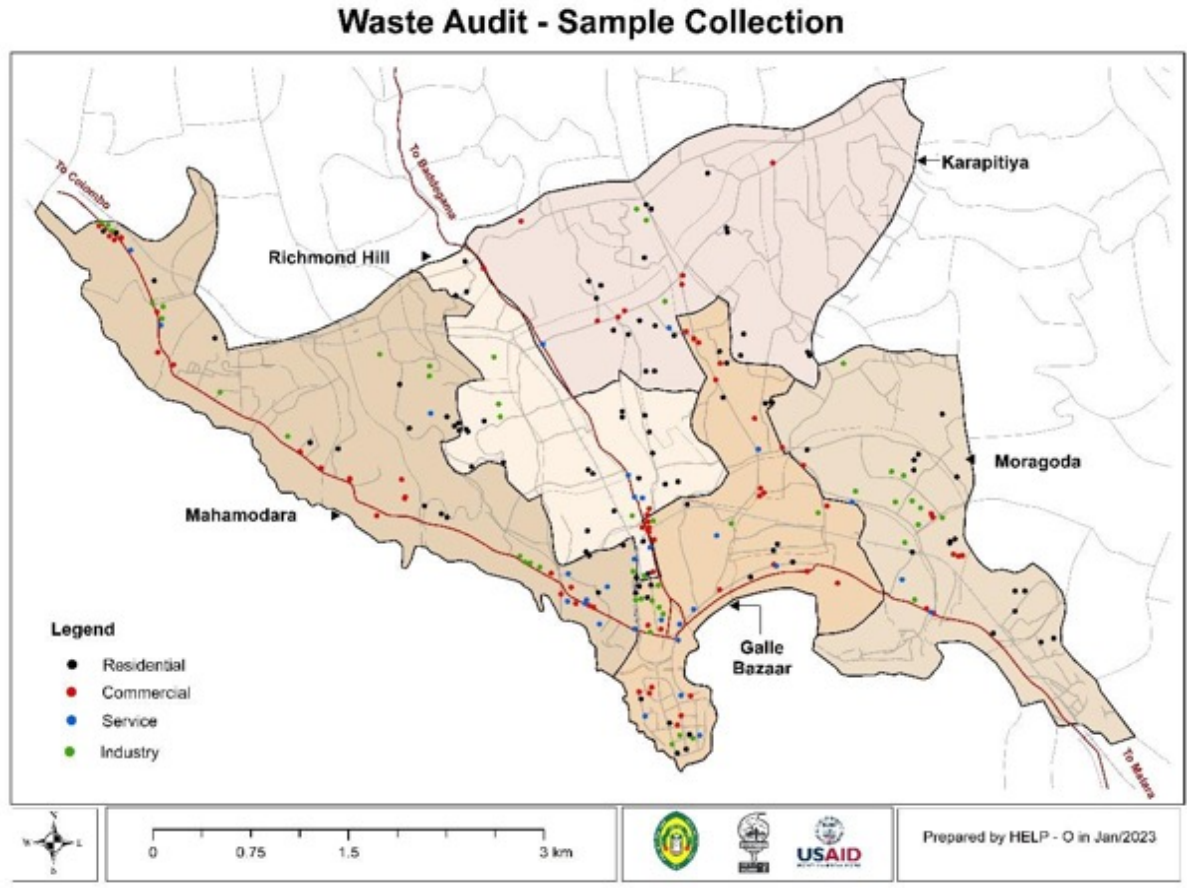 Waste Audit - Sample Collection
To Colombo
To Baddegama
Karapitiya
Richmond Hill
Moragoda
Mahamodara
Galle
Bazaar
Legend
Residential
Commercial
Service
Industry
To Matara
N
W
0
0.75
1.5
3 km
USAID
Prepared by HELP - O in Jan/2023